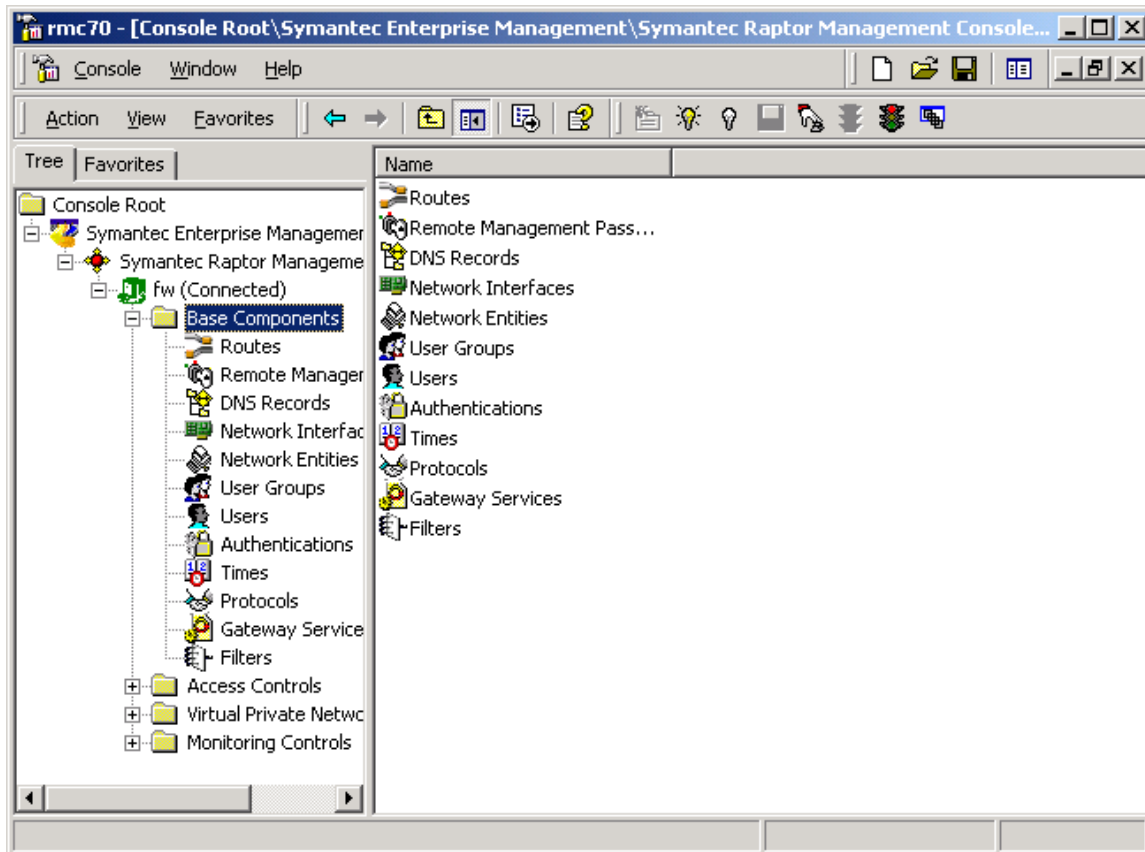 rmc70 - [Console Root\Symantec Enterprise Management\Symantec Raptor Management Console...
Console Window Help
Action View Favorites
Tree Favorites
Console Root
Symantec Enterprise Managemer
Symantec Raptor Manageme
fw (Connected)
Base Components
Routes
Remote Manager
DNS Records
Network Interfac
Network Entities
User Groups
Users
Authentications
Times
Protocols
Gateway Service
Filters
Access Controls
Virtual Private Netwo
Monitoring Controls
Name
Routes
Remote Management Pass...
DNS Records
Network Interfaces
Network Entities
User Groups
Users
Authentications
Times
Protocols
Gateway Services
Filters